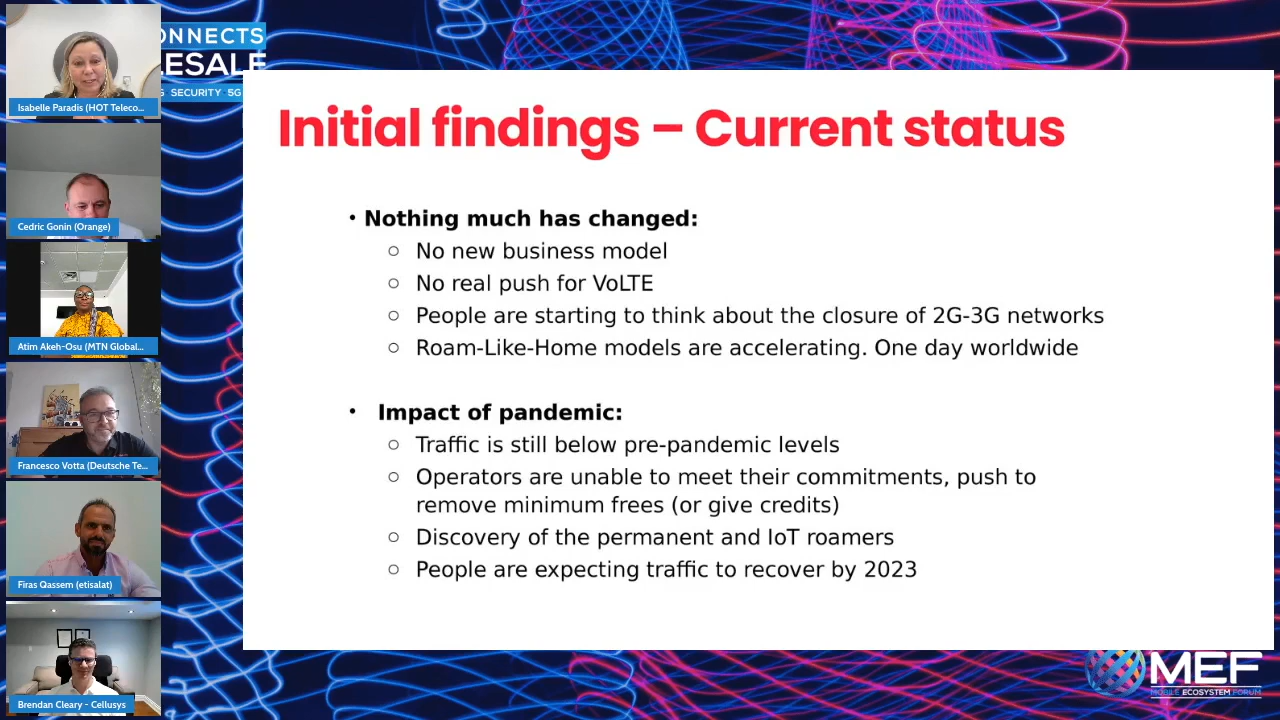 ONNECTS
ESALE
SECURITY 5G
Isabelle Paradis (HOT Teleco...
Cedric Gonin (Orange)
Atim Akeh-Osu (MTN Global...
Francesco Votta (Deutsche Te...
Firas Qassem (etisalat)
Brendan Cleary - Cellusys
Initial findings – Current status
• Nothing much has changed:
○ No new business model
○ No real push for VoLTE
○ People are starting to think about the closure of 2G-3G networks
○ Roam-Like-Home models are accelerating. One day worldwide
• Impact of pandemic:
○ Traffic is still below pre-pandemic levels
○ Operators are unable to meet their commitments, push to
remove minimum frees (or give credits)
○ Discovery of the permanent and IoT roamers
○ People are expecting traffic to recover by 2023
MEF
MOBILE ECOSYSTEM FORUM